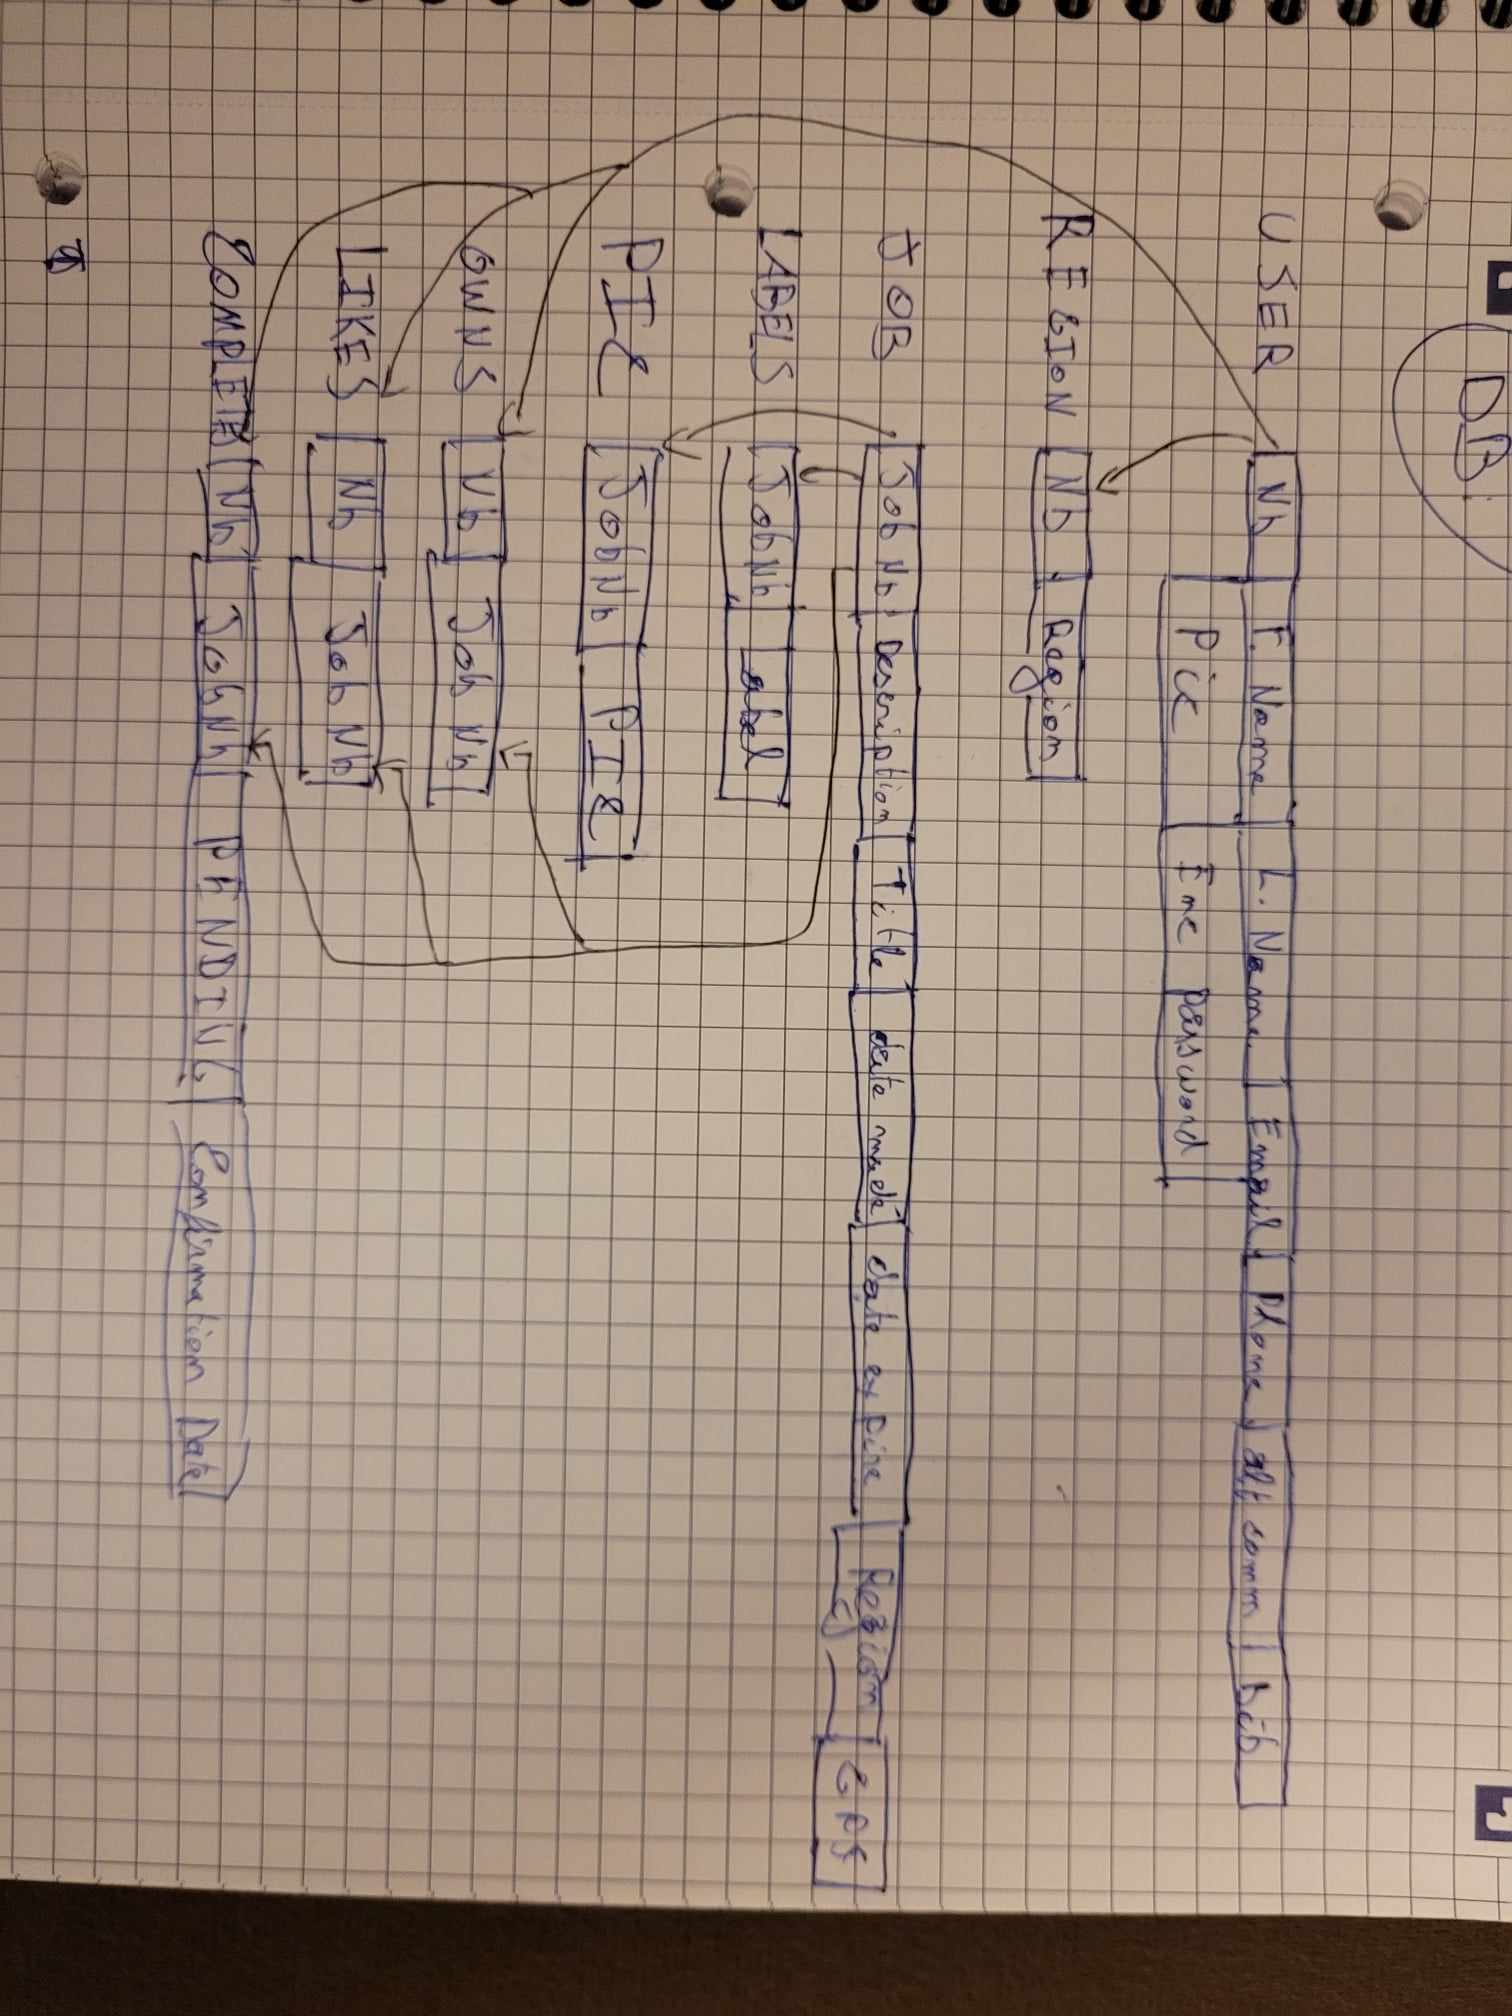 DB:
USER Nb F. Name L. Name Email Phone alt comm
Pic Enc password
REGION Nb Region
JOB Job Nb Description Title date made date expire Region GPS
LABELS Job Nb Label
PIC Job Nb PIC
OWNS Nb Job Nb
LIKES Nb Job Nb
COMPLETES Nb Job Nb PENDING Confirmation Date